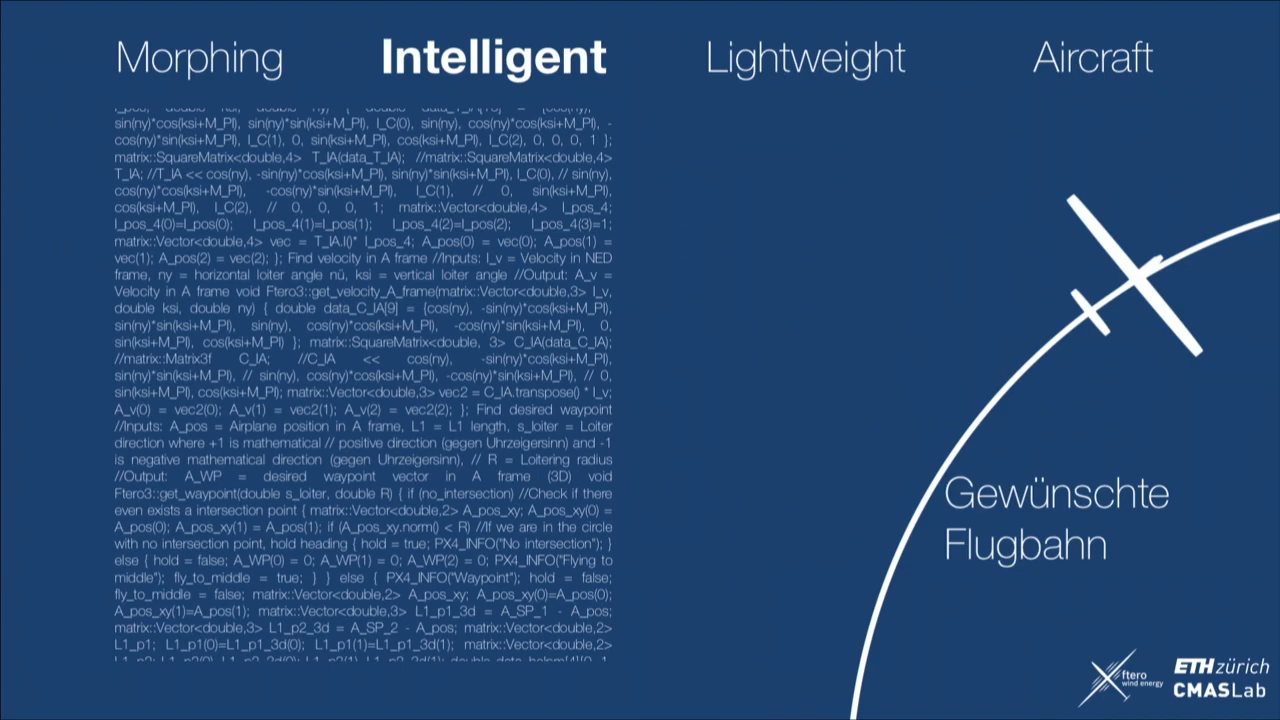 Morphing Intelligent Lightweight Aircraft
sin(ny)*cos(ksi+M_PI), sin(ny)*sin(ksi+M_PI), I_C(0), sin(ny), cos(ny)*cos(ksi+M_PI), -
cos(ny)*sin(ksi+M_PI), I_C(1), 0, sin(ksi+M_PI), cos(ksi+M_PI), I_C(2), 0, 0, 0, 1 };
matrix::SquareMatrix<double,4> T_IA(data_T_IA); //matrix::SquareMatrix<double,4>
T_IA; //T_IA << cos(ny), -sin(ny)*cos(ksi+M_PI), sin(ny)*sin(ksi+M_PI), I_C(0), // sin(ny),
cos(ny)*cos(ksi+M_PI), -cos(ny)*sin(ksi+M_PI), I_C(1), // 0, sin(ksi+M_PI),
cos(ksi+M_PI), I_C(2), // 0, 0, 0, 1; matrix::Vector<double,4> I_pos_4;
I_pos_4(0)=I_pos(0); I_pos_4(1)=I_pos(1); I_pos_4(2)=I_pos(2); I_pos_4(3)=1;
matrix::Vector<double,4> vec = T_IA.I()* I_pos_4; A_pos(0) = vec(0); A_pos(1) =
vec(1); A_pos(2) = vec(2); }; Find velocity in A frame //Inputs: I_v = Velocity in NED
frame, ny = horizontal loiter angle nü, ksi = vertical loiter angle //Output: A_v =
Velocity in A frame void Ftero3::get_velocity_A_frame(matrix::Vector<double,3> I_v,
double ksi, double ny) { double data_C_IA[9] = {cos(ny), -sin(ny)*cos(ksi+M_PI),
sin(ny)*sin(ksi+M_PI), sin(ny), cos(ny)*cos(ksi+M_PI), -cos(ny)*sin(ksi+M_PI), 0,
sin(ksi+M_PI), cos(ksi+M_PI) }; matrix::SquareMatrix<double, 3> C_IA(data_C_IA);
//matrix::Matrix3f C_IA; //C_IA << cos(ny), -sin(ny)*cos(ksi+M_PI),
sin(ny)*sin(ksi+M_PI), // sin(ny), cos(ny)*cos(ksi+M_PI), -cos(ny)*sin(ksi+M_PI), // 0,
sin(ksi+M_PI), cos(ksi+M_PI); matrix::Vector<double,3> vec2 = C_IA.transpose() * I_v;
A_v(0) = vec2(0); A_v(1) = vec2(1); A_v(2) = vec2(2); }; Find desired waypoint
//Inputs: A_pos = Airplane position in A frame, L1 = L1 length, s_loiter = Loiter
direction where +1 is mathematical // positive direction (gegen Uhrzeigersinn) and -1
is negative mathematical direction (gegen Uhrzeigersinn), // R = Loitering radius
//Output: A_WP = desired waypoint vector in A frame (3D) void
Ftero3::get_waypoint(double s_loiter, double R) { if (no_intersection) //Check if there
even exists a intersection point { matrix::Vector<double,2> A_pos_xy; A_pos_xy(0) =
A_pos(0); A_pos_xy(1) = A_pos(1); if (A_pos_xy.norm() < R) //If we are in the circle
with no intersection point, hold heading { hold = true; PX4_INFO("No intersection"); }
else { hold = false; A_WP(0) = 0; A_WP(1) = 0; A_WP(2) = 0; PX4_INFO("Flying to
middle"); fly_to_middle = true; } } else { PX4_INFO("Waypoint"); hold = false;
fly_to_middle = false; matrix::Vector<double,2> A_pos_xy; A_pos_xy(0)=A_pos(0);
A_pos_xy(1)=A_pos(1); matrix::Vector<double,3> L1_p1_3d = A_SP_1 - A_pos;
matrix::Vector<double,3> L1_p2_3d = A_SP_2 - A_pos; matrix::Vector<double,2>
L1_p1; L1_p1(0)=L1_p1_3d(0); L1_p1(1)=L1_p1_3d(1); matrix::Vector<double,2>
Gewünschte
Flugbahn
ftero
wind energy
ETH zürich
CMASLab